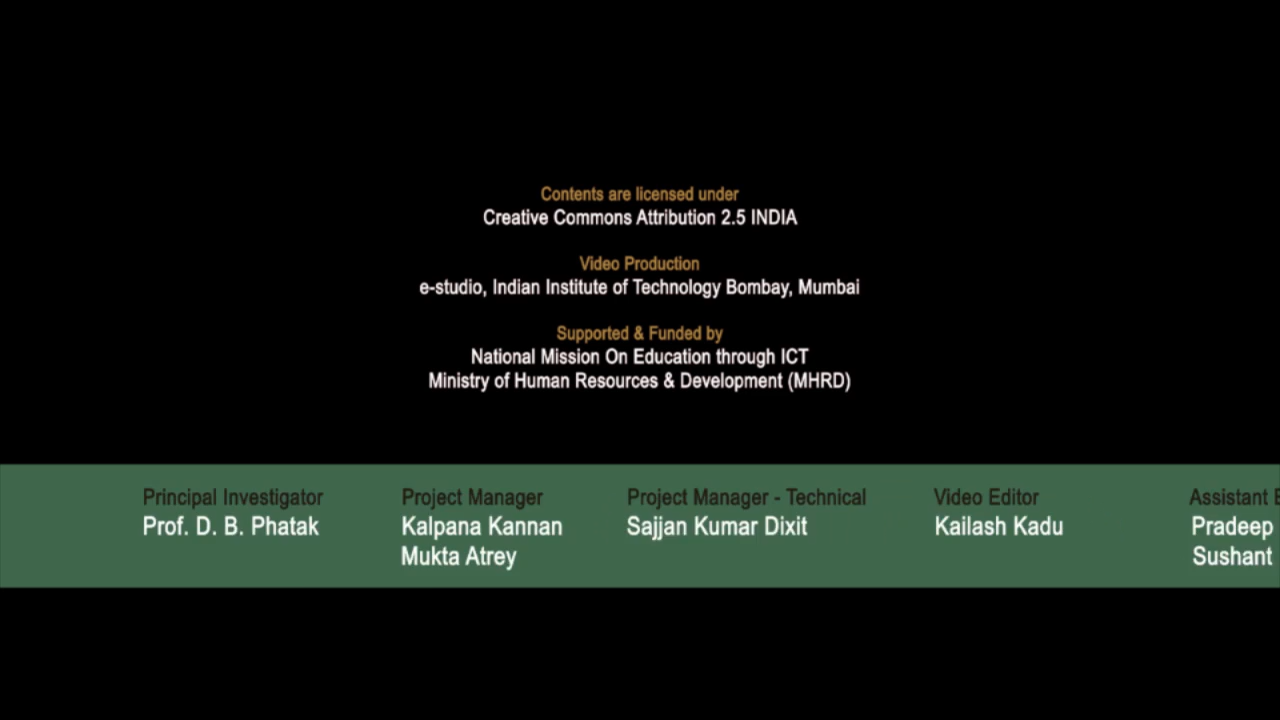 Contents are licensed under
Creative Commons Attribution 2.5 INDIA
Video Production
e-studio, Indian Institute of Technology Bombay, Mumbai
Supported & Funded by
National Mission On Education through ICT
Ministry of Human Resources & Development (MHRD)
Principal Investigator
Prof. D. B. Phatak
Project Manager
Kalpana Kannan
Mukta Atrey
Project Manager - Technical
Sajjan Kumar Dixit
Video Editor
Kailash Kadu
Assistant
Pradeep
Sushant